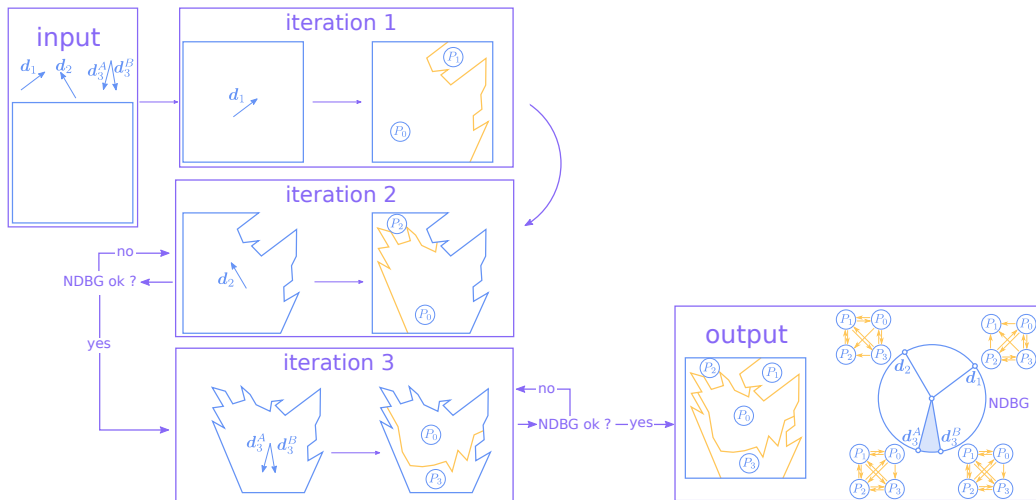 input
d₁ d₂ d₃ᴬ d₃ᴮ
iteration 1
d₁
P₁
P₀
iteration 2
d₂
P₂
P₀
no
NDBG ok ?
yes
iteration 3
d₃ᴬ d₃ᴮ
P₀
P₃
no
NDBG ok ?
yes
output
P₂ P₁
P₀
P₃
P₁ P₀
P₂ P₃
P₁ P₀
P₂ P₃
d₂ d₁
NDBG
d₃ᴬ d₃ᴮ
P₁ P₀
P₂ P₃
P₁ P₀
P₂ P₃